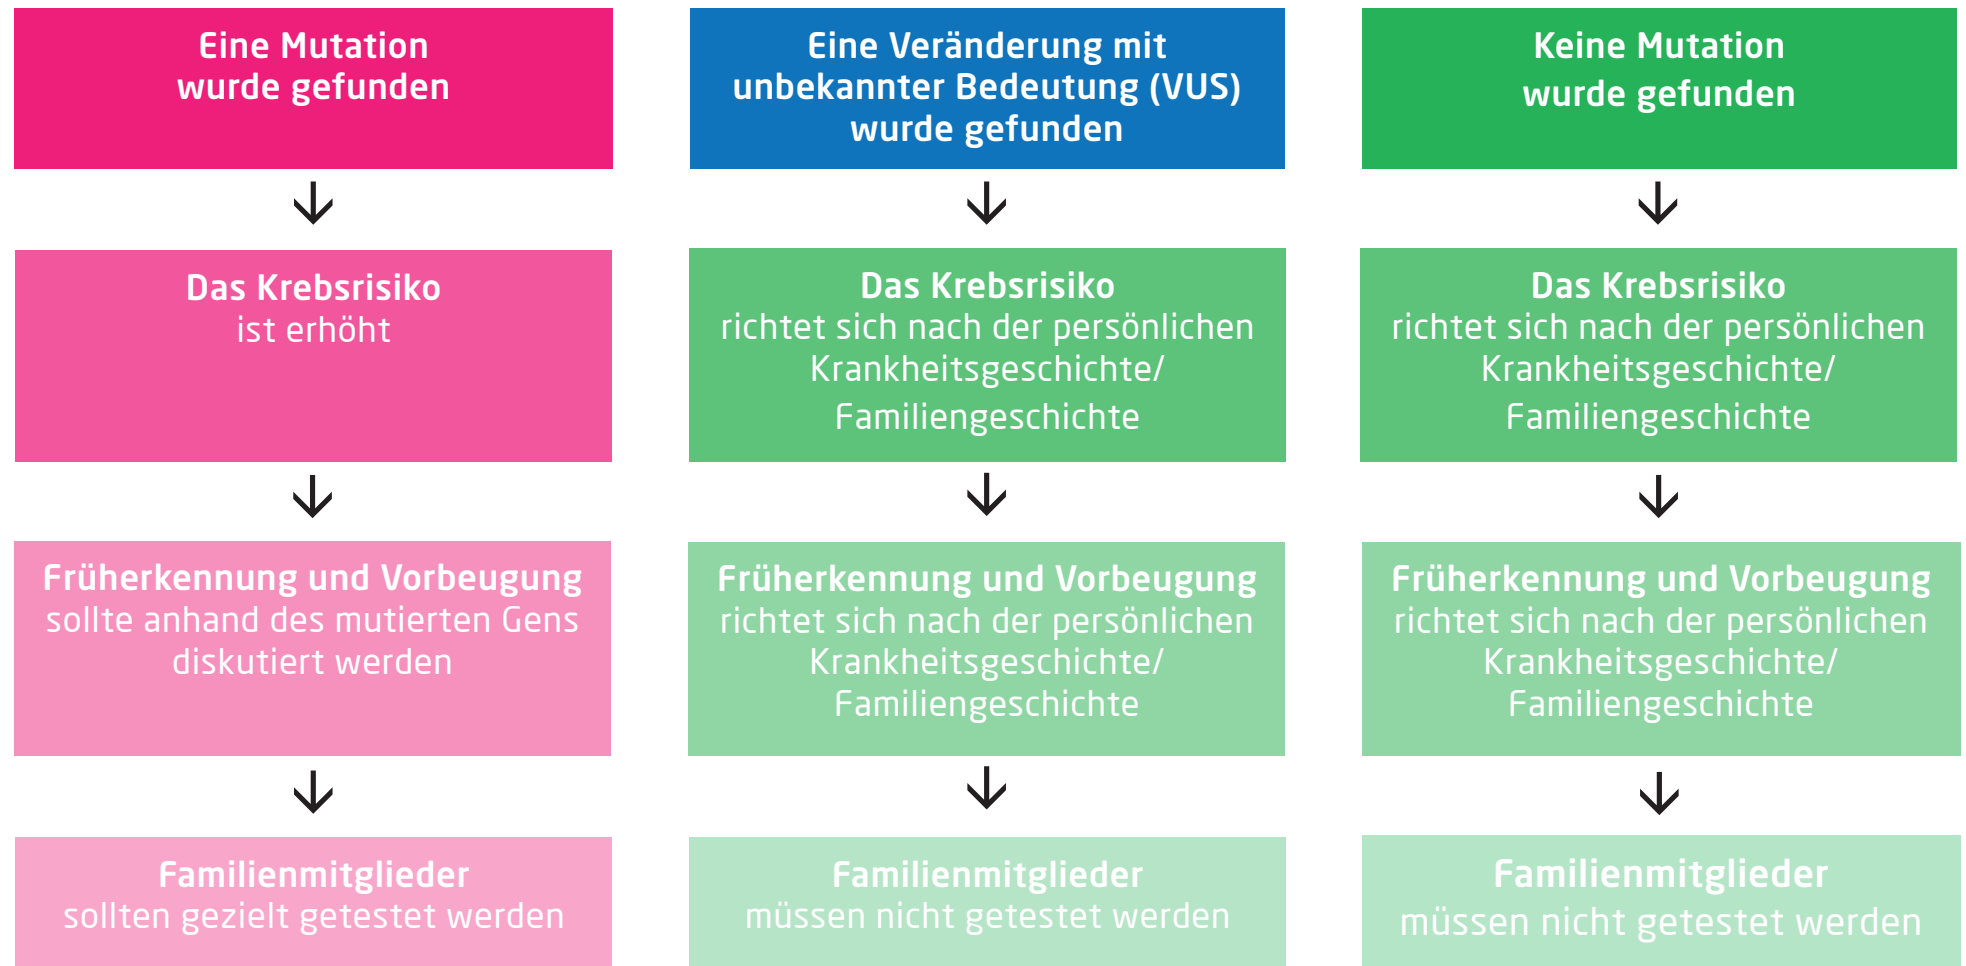 Eine Mutation
wurde gefunden
Das Krebsrisiko
ist erhöht
Früherkennung und Vorbeugung
sollte anhand des mutierten Gens
diskutiert werden
Familienmitglieder
sollten gezielt getestet werden
Eine Veränderung mit
unbekannter Bedeutung (VUS)
wurde gefunden
Das Krebsrisiko
richtet sich nach der persönlichen
Krankheitsgeschichte/
Familiengeschichte
Früherkennung und Vorbeugung
richtet sich nach der persönlichen
Krankheitsgeschichte/
Familiengeschichte
Familienmitglieder
müssen nicht getestet werden
Keine Mutation
wurde gefunden
Das Krebsrisiko
richtet sich nach der persönlichen
Krankheitsgeschichte/
Familiengeschichte
Früherkennung und Vorbeugung
richtet sich nach der persönlichen
Krankheitsgeschichte/
Familiengeschichte
Familienmitglieder
müssen nicht getestet werden